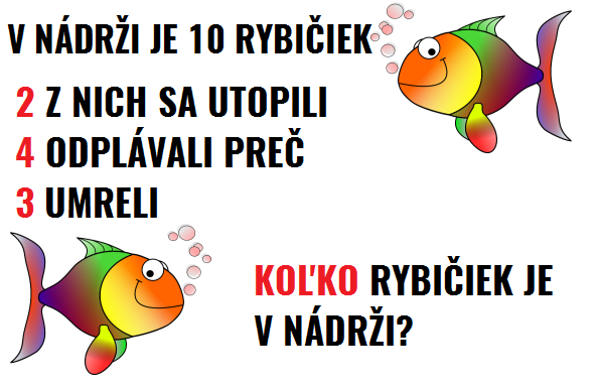 V NÁDRŽI JE 10 RYBIČIEK
2 Z NICH SA UTOPILI
4 ODPLÁVALI PREČ
3 UMRELI
KOĽKO RYBIČIEK JE
V NÁDRŽI?